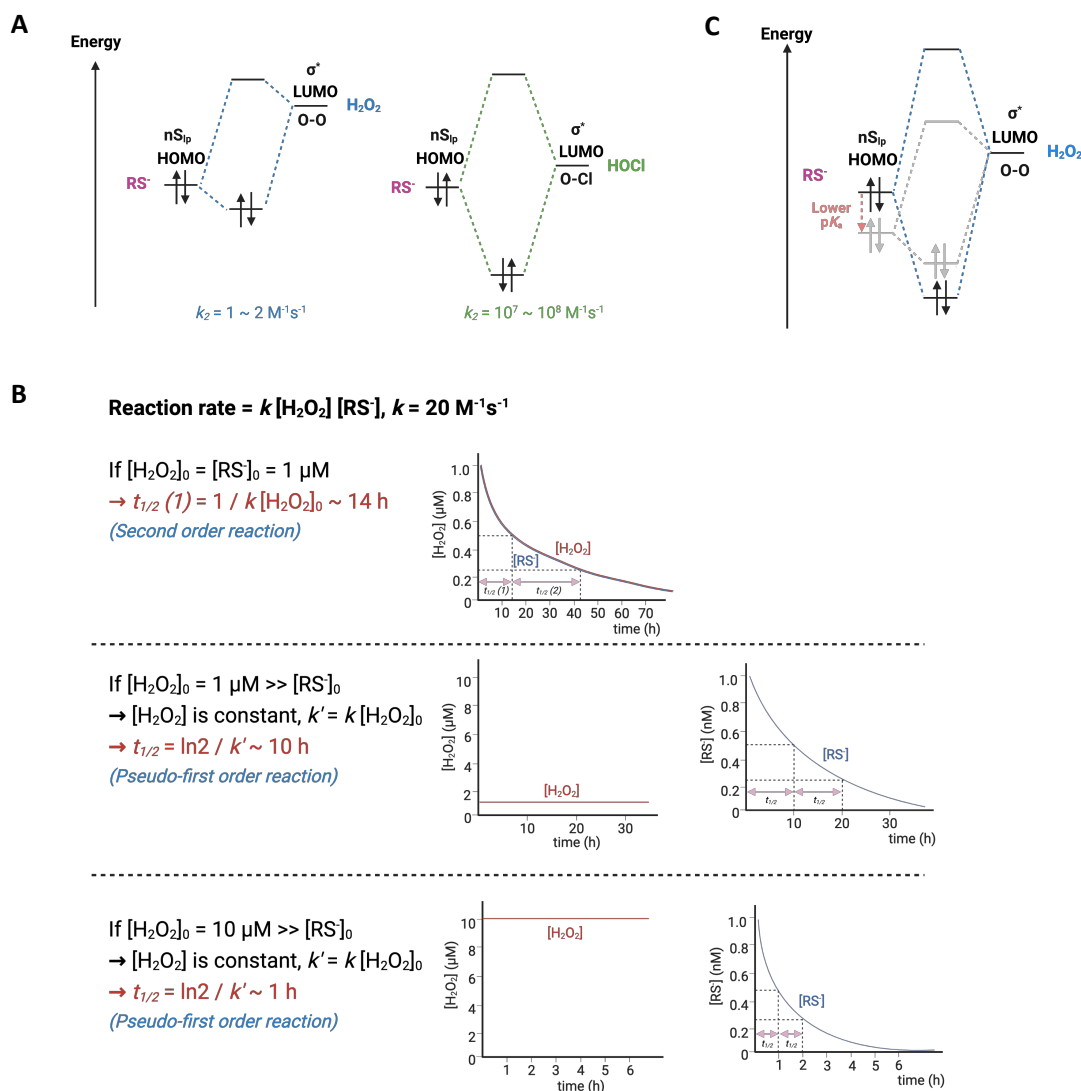 A
Energy
σ*
LUMO
O-O
H₂O₂
nS_lp
HOMO
RS⁻
k₂ = 1 ~ 2 M⁻¹s⁻¹
σ*
LUMO
O-Cl
HOCl
nS_lp
HOMO
RS⁻
k₂ = 10⁷ ~ 10⁸ M⁻¹s⁻¹
C
Energy
σ*
LUMO
O-O
H₂O₂
nS_lp
HOMO
RS⁻
Lower
pKₐ
B
Reaction rate = k [H₂O₂] [RS⁻], k = 20 M⁻¹s⁻¹
If [H₂O₂]₀ = [RS⁻]₀ = 1 µM
→ t₁/₂ (1) = 1 / k [H₂O₂]₀ ~ 14 h
(Second order reaction)
[H₂O₂] (µM)
1.0
0.8
0.6
0.4
0.2
0
[H₂O₂]
[RS⁻]
t₁/₂ (1)
t₁/₂ (2)
10 20 30 40 50 60 70
time (h)
If [H₂O₂]₀ = 1 µM >> [RS⁻]₀
→ [H₂O₂] is constant, k' = k [H₂O₂]₀
→ t₁/₂ = ln2 / k' ~ 10 h
(Pseudo-first order reaction)
[H₂O₂] (µM)
10
8
6
4
2
0
[H₂O₂]
10 20 30
time (h)
[RS⁻] (nM)
1.0
0.8
0.6
0.4
0.2
0
[RS⁻]
t₁/₂
t₁/₂
10 20 30
time (h)
If [H₂O₂]₀ = 10 µM >> [RS⁻]₀
→ [H₂O₂] is constant, k' = k [H₂O₂]₀
→ t₁/₂ = ln2 / k' ~ 1 h
(Pseudo-first order reaction)
[H₂O₂] (µM)
10
8
6
4
2
0
[H₂O₂]
1 2 3 4 5 6
time (h)
[RS⁻] (nM)
1.0
0.8
0.6
0.4
0.2
0
[RS⁻]
t₁/₂
t₁/₂
1 2 3 4 5 6
time (h)